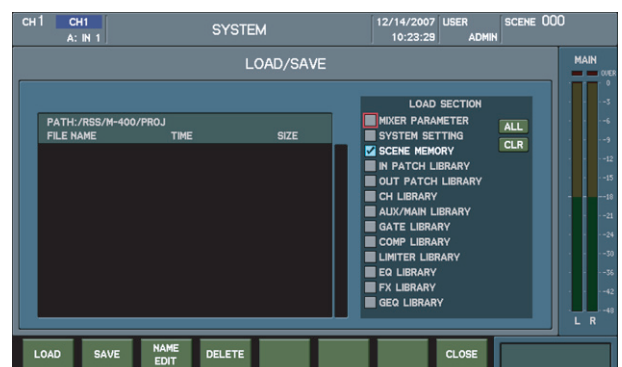 CH 1 CH1 SYSTEM 12/14/2007 USER SCENE 000
A: IN 1 10:23:29 ADMIN
LOAD/SAVE
MAIN
OVER
0
-3
-6
-9
-12
-15
-18
-21
-24
-30
-36
-42
-48
L R
PATH:/RSS/M-400/PROJ
FILE NAME TIME SIZE
LOAD SECTION
MIXER PARAMETER
SYSTEM SETTING
SCENE MEMORY
IN PATCH LIBRARY
OUT PATCH LIBRARY
CH LIBRARY
AUX/MAIN LIBRARY
GATE LIBRARY
COMP LIBRARY
LIMITER LIBRARY
EQ LIBRARY
FX LIBRARY
GEQ LIBRARY
ALL
CLR
LOAD SAVE NAME EDIT DELETE CLOSE